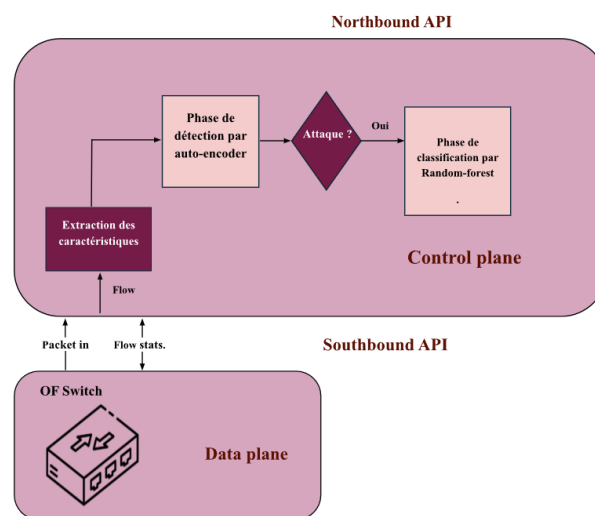 Northbound API
Phase de
détection par
auto-encoder
Attaque ?
Oui
Phase de
classification par
Random-forest
.
Extraction des
caractéristiques
Control plane
Flow
Packet in
Flow stats.
Southbound API
OF Switch
Data plane